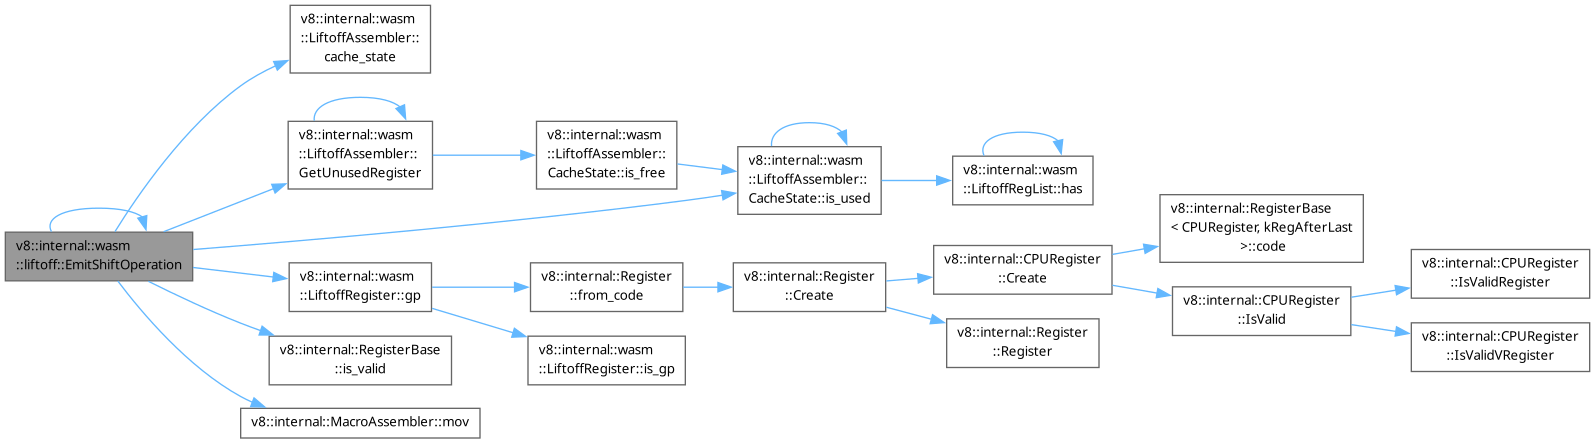 v8::internal::wasm
::LiftoffAssembler::
cache_state
v8::internal::wasm
::LiftoffAssembler::
GetUnusedRegister
v8::internal::wasm
::LiftoffAssembler::
CacheState::is_free
v8::internal::wasm
::LiftoffAssembler::
CacheState::is_used
v8::internal::wasm
::LiftoffRegList::has
v8::internal::wasm
::liftoff::EmitShiftOperation
v8::internal::wasm
::LiftoffRegister::gp
v8::internal::Register
::from_code
v8::internal::Register
::Create
v8::internal::CPURegister
::Create
v8::internal::RegisterBase
< CPURegister, kRegAfterLast
>::code
v8::internal::CPURegister
::IsValid
v8::internal::CPURegister
::IsValidRegister
v8::internal::CPURegister
::IsValidVRegister
v8::internal::Register
::Register
v8::internal::RegisterBase
::is_valid
v8::internal::wasm
::LiftoffRegister::is_gp
v8::internal::MacroAssembler::mov